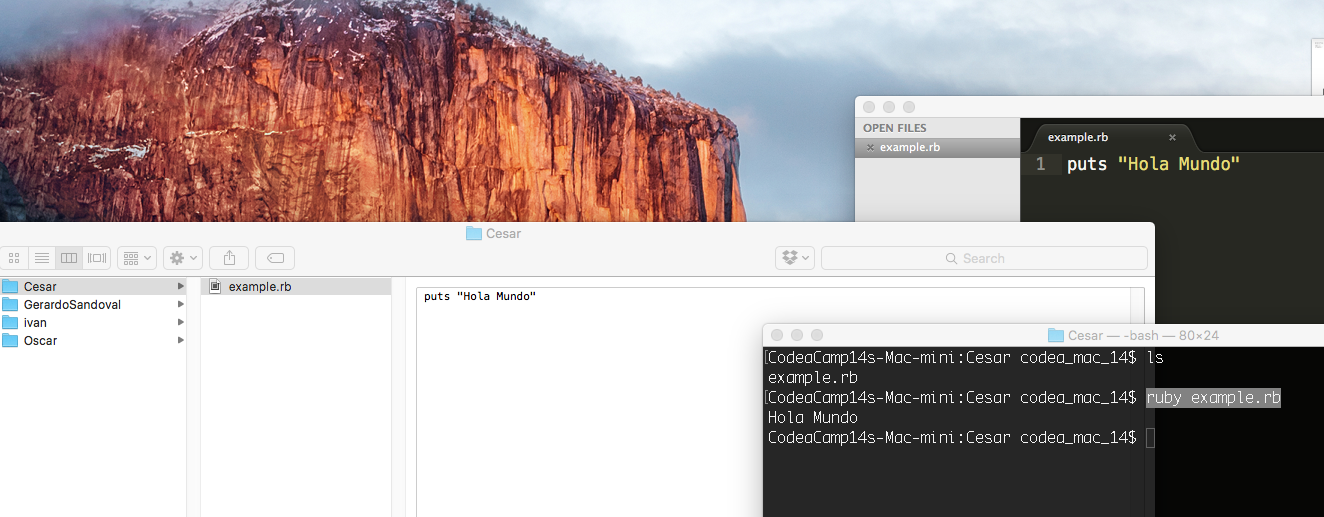 OPEN FILES
example.rb
example.rb
1 puts "Hola Mundo"
Cesar
Search
Cesar
GerardoSandoval
ivan
Oscar
example.rb
puts "Hola Mundo"
Cesar — -bash — 80×24
[CodeaCamp14s-Mac-mini:Cesar codea_mac_14$ ls
example.rb
[CodeaCamp14s-Mac-mini:Cesar codea_mac_14$ ruby example.rb
Hola Mundo
CodeaCamp14s-Mac-mini:Cesar codea_mac_14$